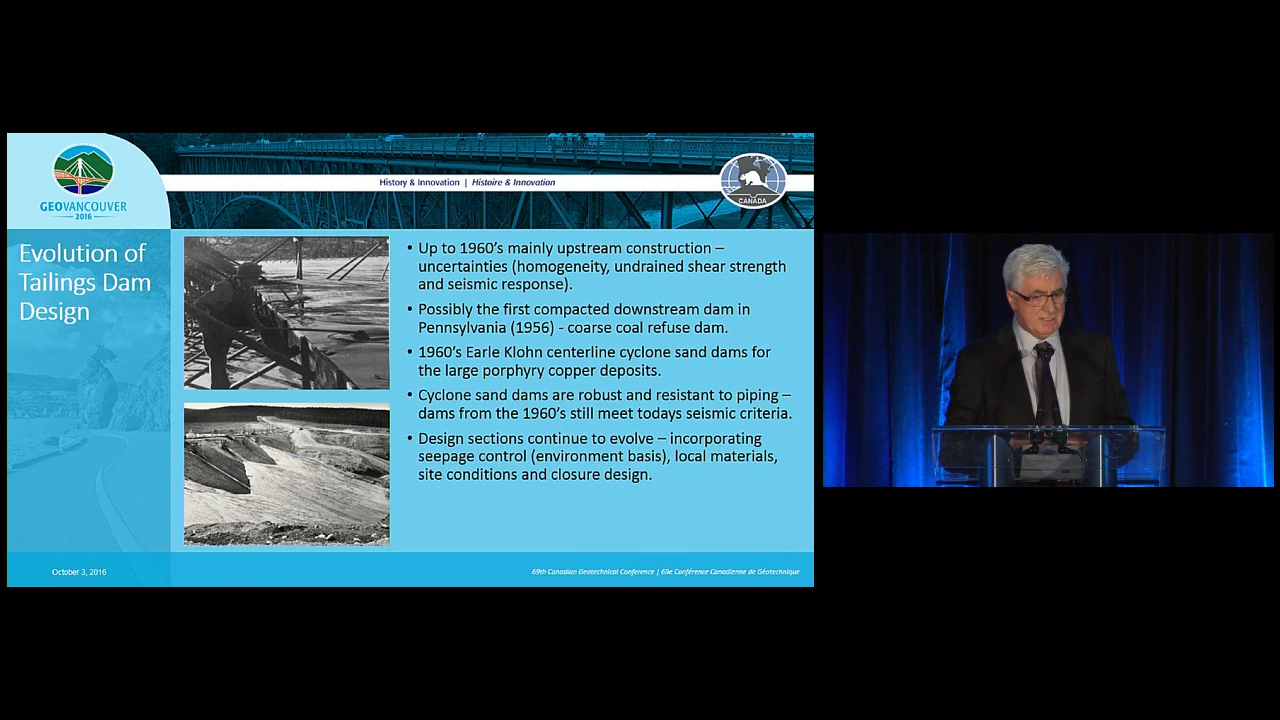 GEOVANCOUVER
2016
History & Innovation | Histoire & Innovation
CANADA
Evolution of
Tailings Dam
Design
• Up to 1960's mainly upstream construction –
uncertainties (homogeneity, undrained shear strength
and seismic response).
• Possibly the first compacted downstream dam in
Pennsylvania (1956) - coarse coal refuse dam.
• 1960's Earle Klohn centerline cyclone sand dams for
the large porphyry copper deposits.
• Cyclone sand dams are robust and resistant to piping –
dams from the 1960's still meet todays seismic criteria.
• Design sections continue to evolve – incorporating
seepage control (environment basis), local materials,
site conditions and closure design.
October 3, 2016
69th Canadian Geotechnical Conference | 69e Conférence Canadienne de Géotechnique